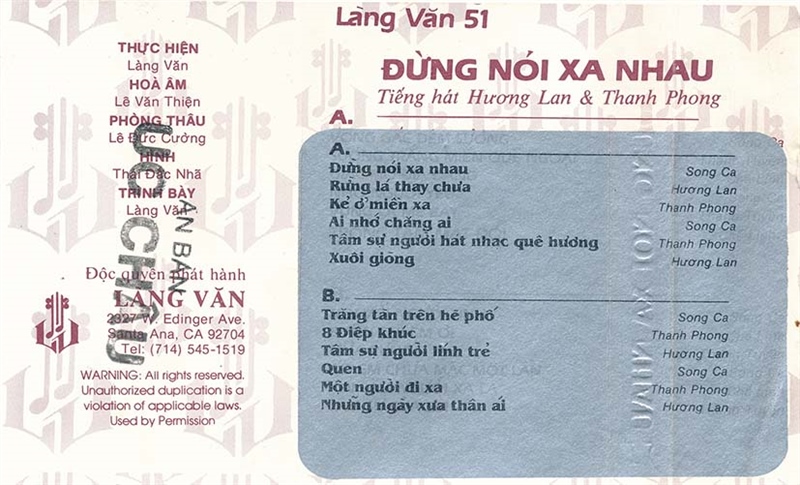 Làng Văn 51
ĐỪNG NÓI XA NHAU
Tiếng hát Hương Lan & Thanh Phong
A.
THỰC HIỆN
Làng Văn
HOÀ ÂM
Lê Văn Thiện
PHÒNG THÂU
Lê Đức Cường
HÌNH
Thái Đắc Nhã
TRÌNH BÀY
Làng Văn
Độc quyền phát hành
LÀNG VĂN
2327 W. Edinger Ave.
Santa Ana, CA 92704
Tel: (714) 545-1519
WARNING: All rights reserved.
Unauthorized duplication is a
violation of applicable laws.
Used by Permission
ẤN BẢN
ÚC CHÂU
A.
Đừng nói xa nhau Song Ca
Rừng lá thay chưa Hương Lan
Kẻ ở miền xa Thanh Phong
Ai nhớ chăng ai Song Ca
Tâm sự người hát nhạc quê hương Thanh Phong
Xuôi giòng Hương Lan
B.
Trăng tàn trên hè phố Song Ca
8 Điệp khúc Thanh Phong
Tâm sự người lính trẻ Hương Lan
Quen Song Ca
Một người đi xa Thanh Phong
Những ngày xưa thân ái Hương Lan